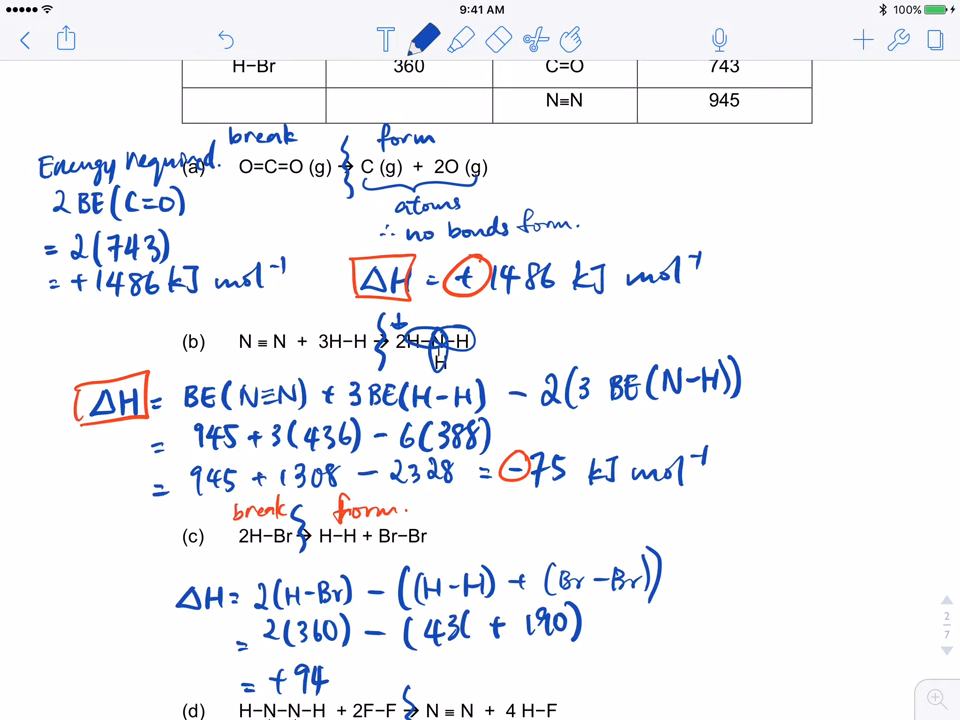 9:41 AM
100%
T
H–Br 360 C=O 743
N≡N 945
break form
Energy required.
(a) O=C=O (g) → C (g) + 2O (g)
2 BE(C=O)
atoms
= 2(743)
∴ no bonds form.
= +1486 kJ mol⁻¹
ΔH = + 1486 kJ mol⁻¹
(b) N ≡ N + 3H–H → 2H–N–H
H
ΔH = BE(N≡N) + 3BE(H–H) – 2(3 BE(N–H))
= 945 + 3(436) – 6(388)
= 945 + 1308 – 2328 = –75 kJ mol⁻¹
break form.
(c) 2H–Br → H–H + Br–Br
ΔH = 2(H–Br) – ((H–H) + (Br–Br))
= 2(360) – (436 + 190)
= +94
(d) H–N–N–H + 2F–F → N ≡ N + 4 H–F
2
7